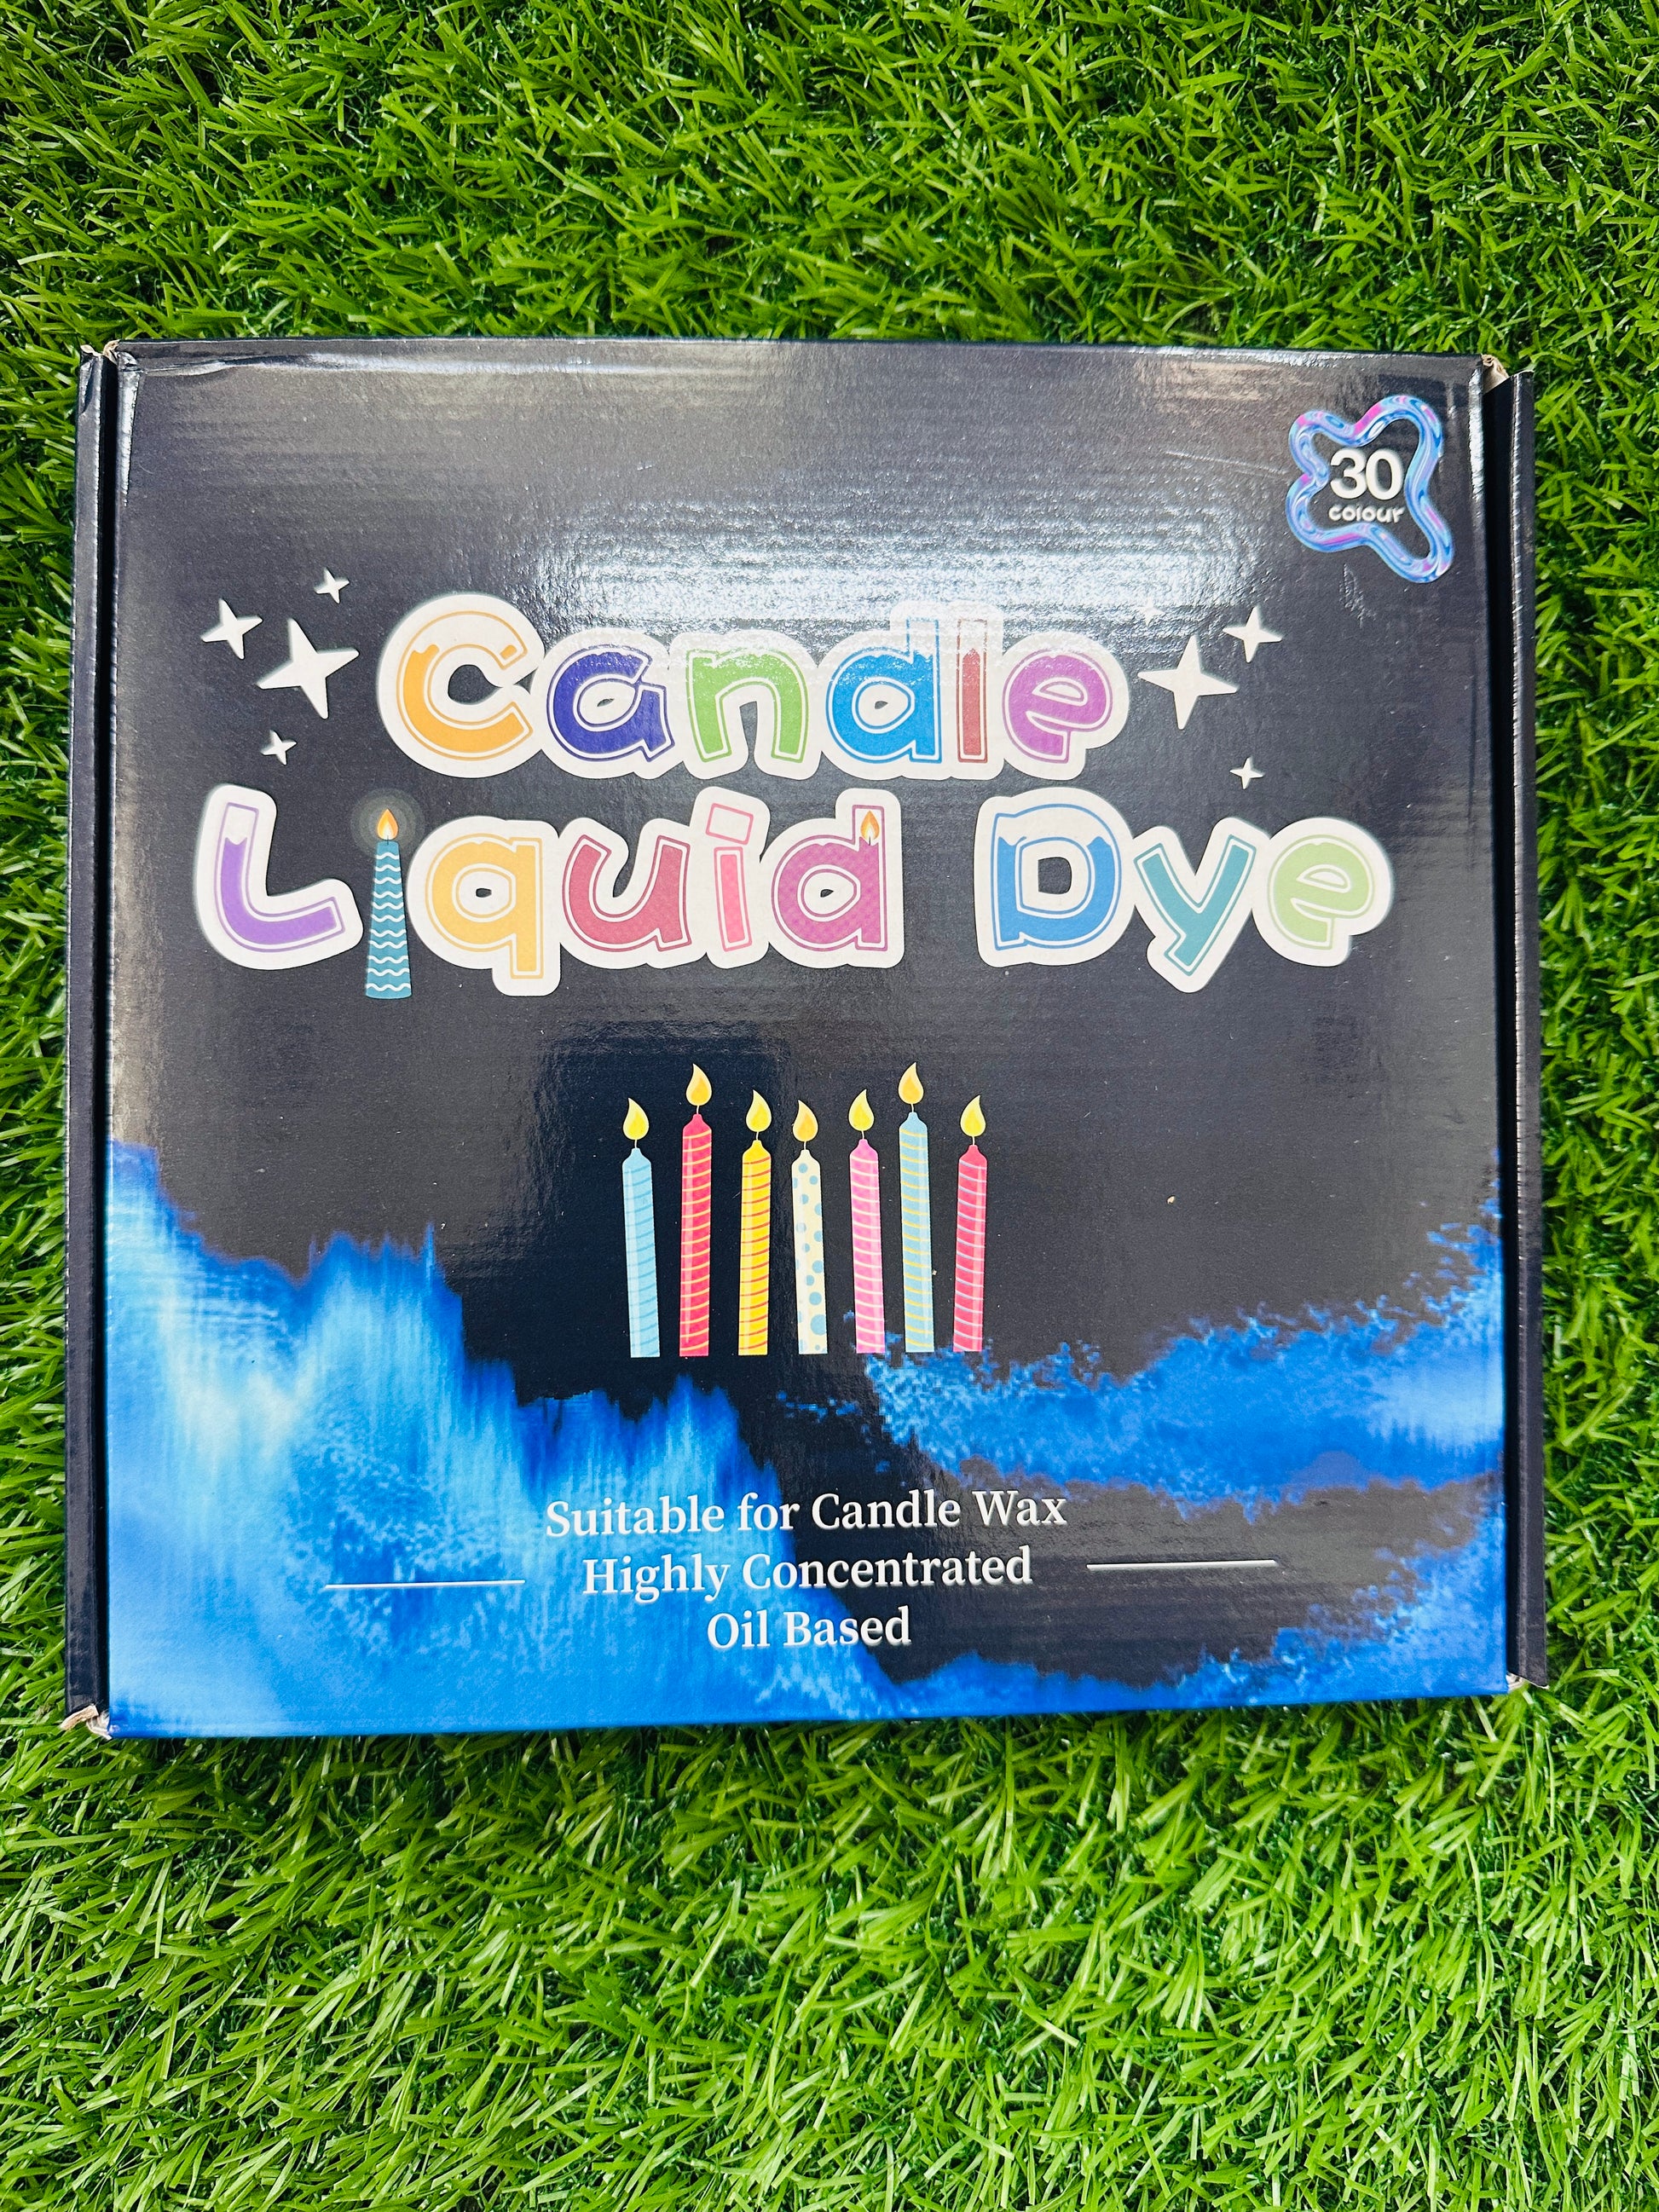 30
colour
Candle
Liquid Dye
Suitable for Candle Wax
Highly Concentrated
Oil Based